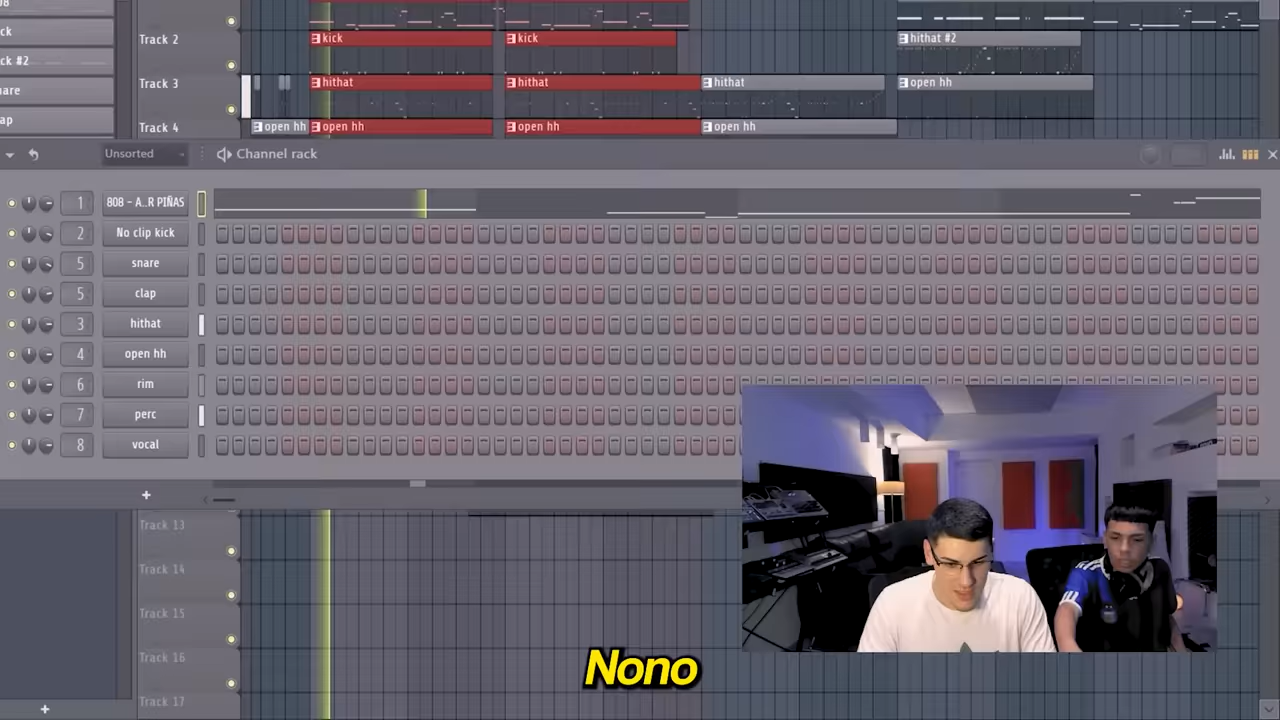 08
ck
ck #2
nare
ap
Track 2
kick
kick
hithat #2
Track 3
hithat
hithat
hithat
open hh
Track 4
open hh
open hh
open hh
open hh
Unsorted
Channel rack
1 808 - A..R PIÑAS
2 No clip kick
5 snare
5 clap
3 hithat
4 open hh
6 rim
7 perc
8 vocal
+
Track 13
Track 14
Track 15
Track 16
Track 17
+
Nono